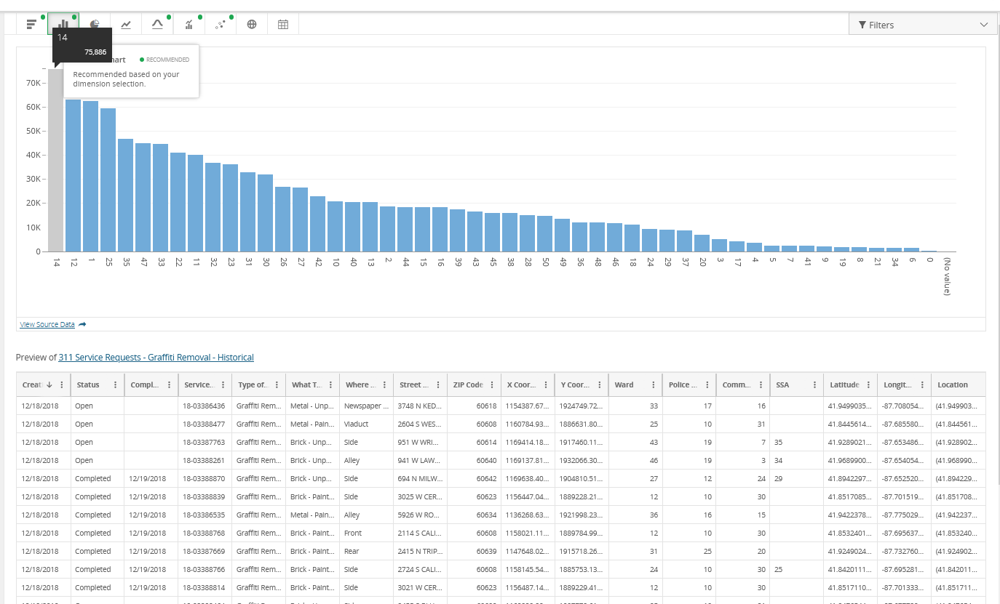 14
75,886
Filters
hart RECOMMENDED
Recommended based on your
dimension selection.
70K
60K
50K
40K
30K
20K
10K
0
14 12 1 25 35 47 33 22 11 32 23 31 30 26 27 42 10 40 13 2 44 15 16 39 43 45 38 28 50 49 36 48 46 18 24 29 37 20 3 17 4 5 7 41 9 19 8 21 34 6 0 (No value)
View Source Data
Preview of 311 Service Requests - Graffiti Removal - Historical
Creat Status Compl... Service... Type of... What T... Where ... Street ... ZIP Code X Coor... Y Coor... Ward Police ... Comm... SSA Latitude Longit... Location
12/18/2018 Open 18-03386436 Graffiti Rem... Metal - Unp... Newspaper ... 3748 N KED... 60618 1154387.67... 1924749.72... 33 17 16 41.9499035... -87.708054... (41.949903...
12/18/2018 Open 18-03388477 Graffiti Rem... Metal - Pain... Viaduct 2604 S WES... 60608 1160784.93... 1886631.80... 25 10 31 41.8445614... -87.685580... (41.844561...
12/18/2018 Open 18-03387763 Graffiti Rem... Brick - Unp... Side 951 W WRI... 60614 1169414.18... 1917460.11... 43 19 7 35 41.9289021... -87.653486... (41.928902...
12/18/2018 Open 18-03388261 Graffiti Rem... Brick - Unp... Alley 941 W LAW... 60640 1169137.81... 1932066.30... 46 19 3 34 41.9689900... -87.654054... (41.968990...
12/18/2018 Completed 12/19/2018 18-03388870 Graffiti Rem... Brick - Unp... Side 694 N MILW... 60642 1169638.40... 1904810.51... 27 12 24 29 41.8942297... -87.652520... (41.894229...
12/18/2018 Completed 12/19/2018 18-03388839 Graffiti Rem... Brick - Paint... Side 3025 W CER... 60623 1156447.04... 1889228.21... 12 10 30 41.8517085... -87.701519... (41.851708...
12/18/2018 Completed 12/19/2018 18-03386535 Graffiti Rem... Metal - Pain... Alley 5926 W RO... 60634 1136268.63... 1921998.23... 36 16 15 41.9422378... -87.775029... (41.942237...
12/18/2018 Completed 12/19/2018 18-03388768 Graffiti Rem... Brick - Paint... Front 2114 S CALI... 60608 1158021.11... 1889784.99... 12 10 30 41.8532401... -87.695637... (41.853240...
12/18/2018 Completed 12/19/2018 18-03387669 Graffiti Rem... Brick - Paint... Rear 2415 N TRIP... 60639 1147648.02... 1915718.26... 31 25 20 41.9249024... -87.732760... (41.924902...
12/18/2018 Completed 12/19/2018 18-03388766 Graffiti Rem... Brick - Paint... Side 2724 S CALI... 60608 1158145.54... 1885753.13... 24 10 30 25 41.8420111... -87.695281... (41.842011...
12/18/2018 Completed 12/19/2018 18-03388814 Graffiti Rem... Brick - Paint... Side 3021 W CER... 60623 1156487.14... 1889229.41... 12 10 30 41.8517110... -87.701333... (41.851711...